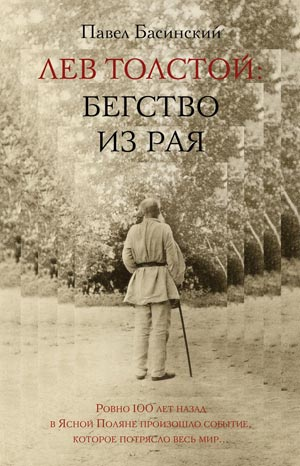 Павел Басинский
ЛЕВ ТОЛСТОЙ:
БЕГСТВО
ИЗ РАЯ
Ровно 100 лет назад
в Ясной Поляне произошло событие,
которое потрясло весь мир...